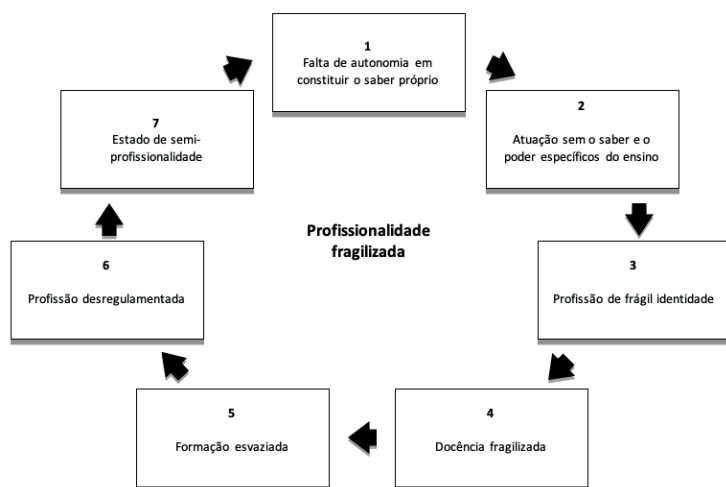 1
Falta de autonomia em
constituir o saber próprio
2
Atuação sem o saber e o
poder específicos do ensino
3
Profissão de frágil identidade
4
Docência fragilizada
5
Formação esvaziada
6
Profissão desregulamentada
7
Estado de semi-
profissionalidade
Profissionalidade
fragilizada